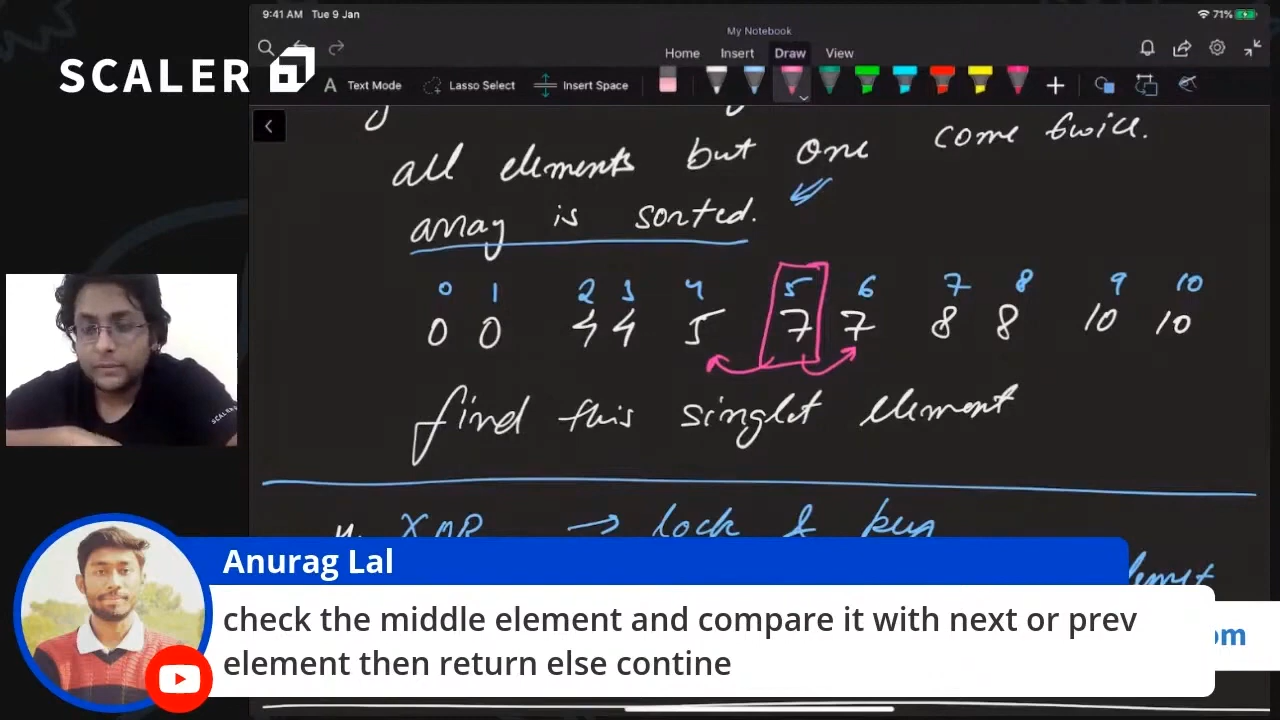 9:41 AM Tue 9 Jan
71%
SCALER
My Notebook
Home Insert Draw View
A Text Mode Lasso Select Insert Space
all elements but one come twice.
array is sorted.
0 1 2 3 4 5 6 7 8 9 10
0 0 4 4 5 7 7 8 8 10 10
find this singlet element
XOR → lock & key
Anurag Lal
check the middle element and compare it with next or prev
element then return else contine
om